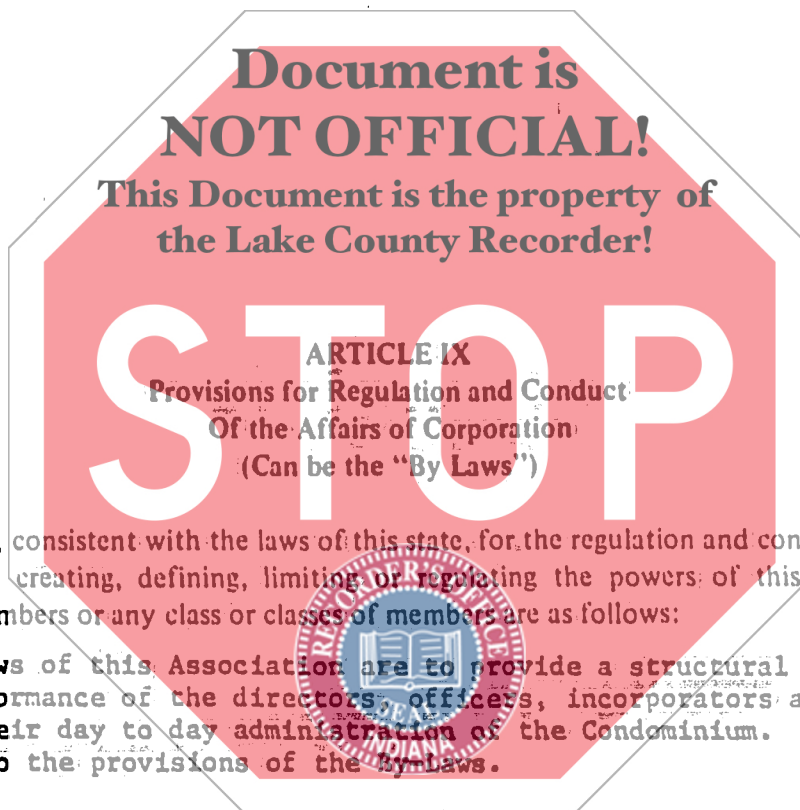 Document is
NOT OFFICIAL!
This Document is the property of
the Lake County Recorder!
STOP
ARTICLE IX
Provisions for Regulation and Conduct
Of the Affairs of Corporation
(Can be the “By Laws”)
consistent with the laws of this state, for the regulation and con
creating, defining, limiting or regulating the powers of this
mbers or any class or classes of members are as follows:
ws of this Association are to provide a structural
ormance of the directors, officers, incorporators a
eir day to day administration of the Condominium.
o the provisions of the By-Laws.
RECORDER'S OFFICE
SEAL
INDIANA